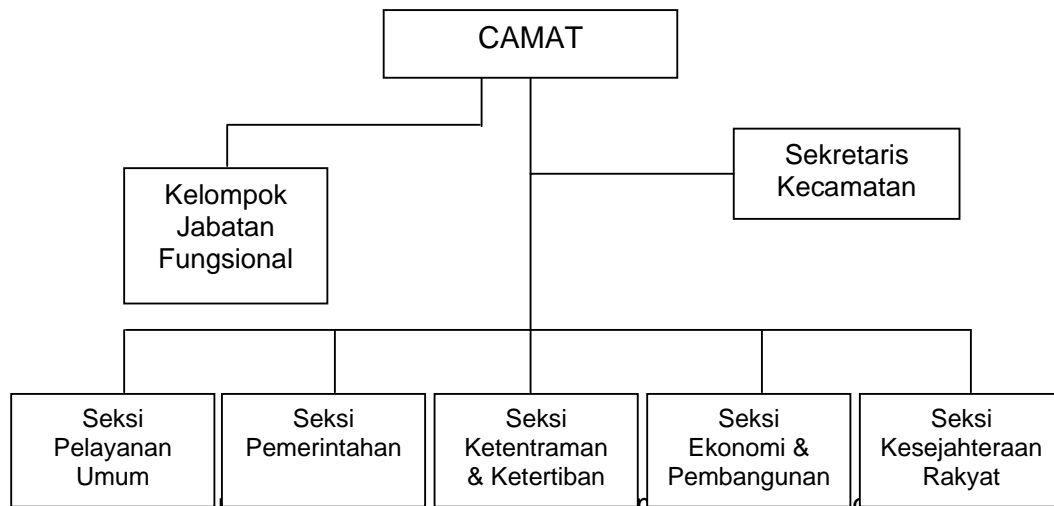 CAMAT
Sekretaris
Kecamatan
Kelompok
Jabatan
Fungsional
Seksi
Pelayanan
Umum
Seksi
Pemerintahan
Seksi
Ketentraman
& Ketertiban
Seksi
Ekonomi &
Pembangunan
Seksi
Kesejahteraan
Rakyat